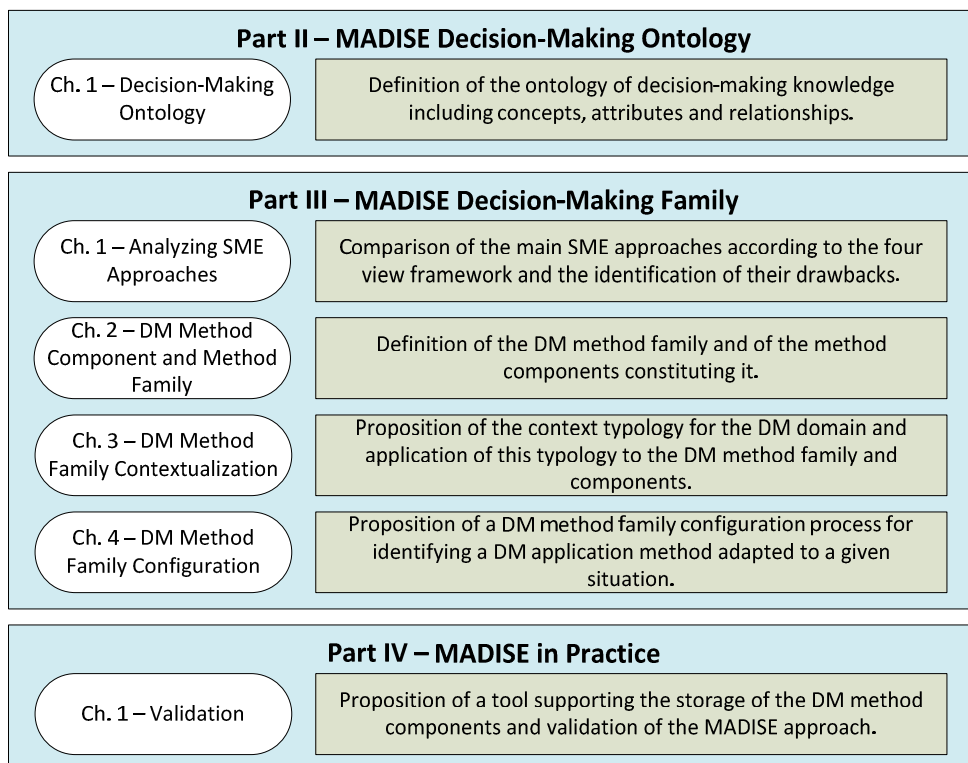 Part II – MADISE Decision-Making Ontology
Ch. 1 – Decision-Making
Ontology
Definition of the ontology of decision-making knowledge
including concepts, attributes and relationships.
Part III – MADISE Decision-Making Family
Ch. 1 – Analyzing SME
Approaches
Comparison of the main SME approaches according to the four
view framework and the identification of their drawbacks.
Ch. 2 – DM Method
Component and Method
Family
Definition of the DM method family and of the method
components constituting it.
Ch. 3 – DM Method
Family Contextualization
Proposition of the context typology for the DM domain and
application of this typology to the DM method family and
components.
Ch. 4 – DM Method
Family Configuration
Proposition of a DM method family configuration process for
identifying a DM application method adapted to a given
situation.
Part IV – MADISE in Practice
Ch. 1 – Validation
Proposition of a tool supporting the storage of the DM method
components and validation of the MADISE approach.